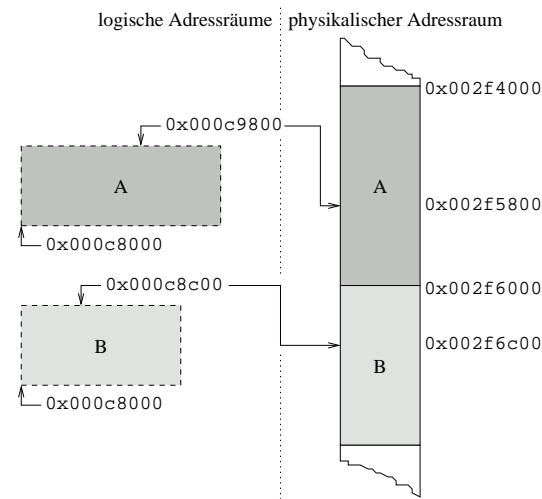 logische Adressräume
physikalischer Adressraum
0x002f4000
0x000c9800
A
A
0x002f5800
0x000c8000
0x000c8c00
0x002f6000
B
0x002f6c00
B
0x000c8000